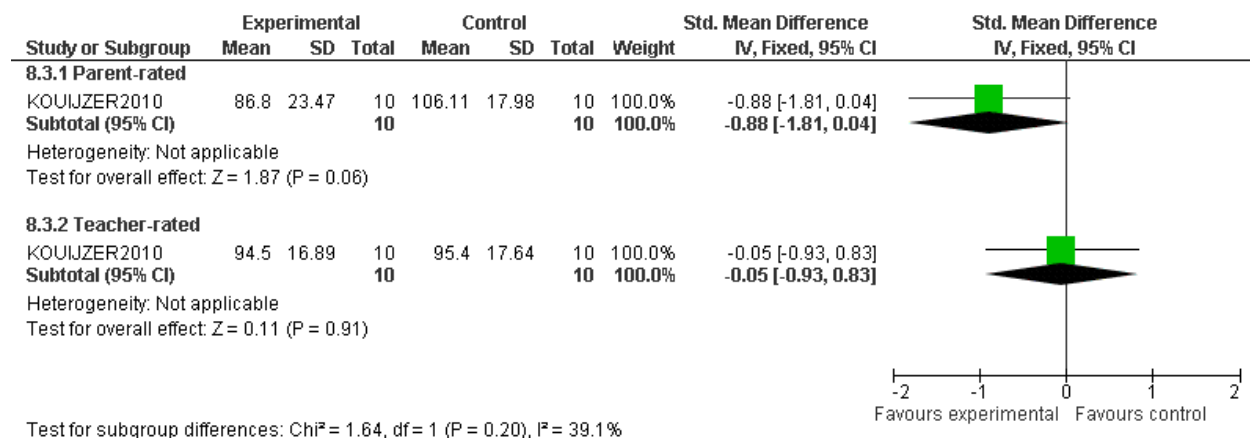 Experimental Control Std. Mean Difference Std. Mean Difference
Study or Subgroup Mean SD Total Mean SD Total Weight IV, Fixed, 95% CI IV, Fixed, 95% CI
8.3.1 Parent-rated
KOUIJZER2010 86.8 23.47 10 106.11 17.98 10 100.0% -0.88 [-1.81, 0.04]
Subtotal (95% CI) 10 10 100.0% -0.88 [-1.81, 0.04]
Heterogeneity: Not applicable
Test for overall effect: Z = 1.87 (P = 0.06)
8.3.2 Teacher-rated
KOUIJZER2010 94.5 16.89 10 95.4 17.64 10 100.0% -0.05 [-0.93, 0.83]
Subtotal (95% CI) 10 10 100.0% -0.05 [-0.93, 0.83]
Heterogeneity: Not applicable
Test for overall effect: Z = 0.11 (P = 0.91)
-2 -1 0 1 2
Favours experimental Favours control
Test for subgroup differences: Chi² = 1.64, df = 1 (P = 0.20), I² = 39.1%